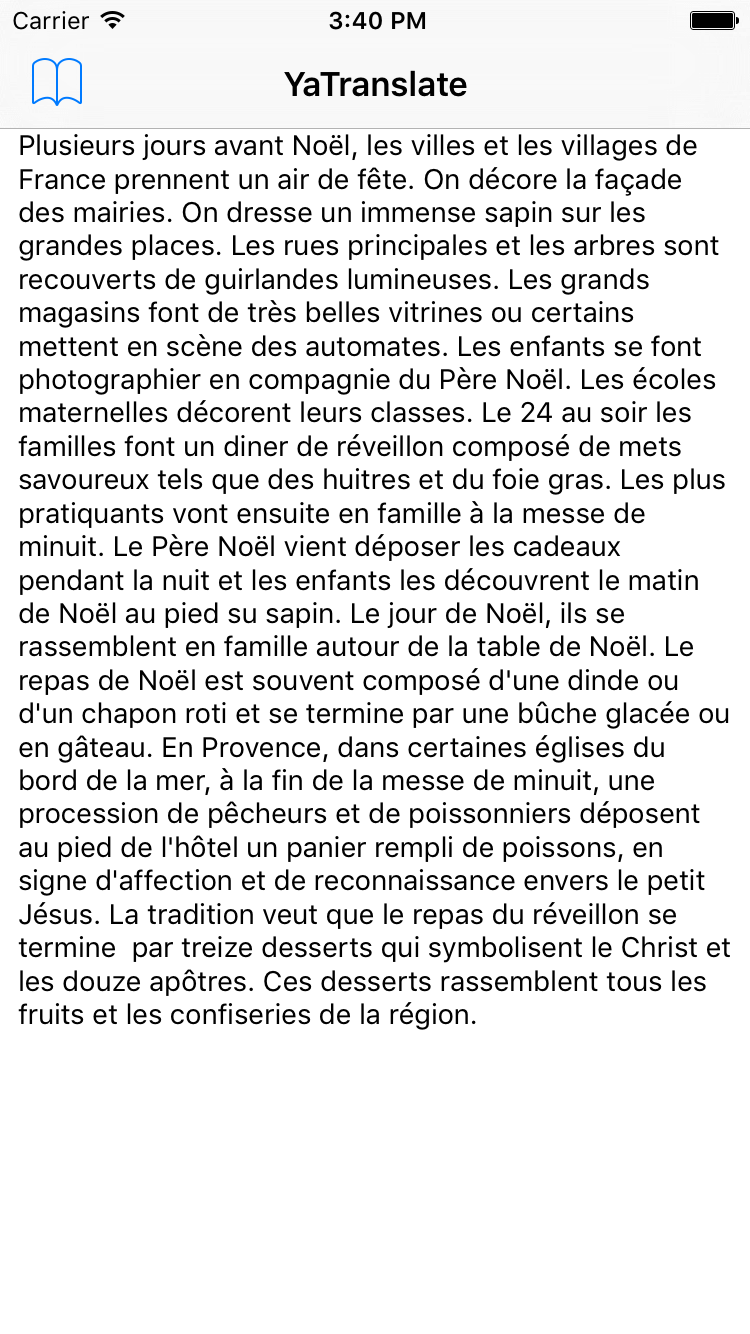 Carrier 3:40 PM
YaTranslate
Plusieurs jours avant Noël, les villes et les villages de
France prennent un air de fête. On décore la façade
des mairies. On dresse un immense sapin sur les
grandes places. Les rues principales et les arbres sont
recouverts de guirlandes lumineuses. Les grands
magasins font de très belles vitrines ou certains
mettent en scène des automates. Les enfants se font
photographier en compagnie du Père Noël. Les écoles
maternelles décorent leurs classes. Le 24 au soir les
familles font un diner de réveillon composé de mets
savoureux tels que des huitres et du foie gras. Les plus
pratiquants vont ensuite en famille à la messe de
minuit. Le Père Noël vient déposer les cadeaux
pendant la nuit et les enfants les découvrent le matin
de Noël au pied su sapin. Le jour de Noël, ils se
rassemblent en famille autour de la table de Noël. Le
repas de Noël est souvent composé d'une dinde ou
d'un chapon roti et se termine par une bûche glacée ou
en gâteau. En Provence, dans certaines églises du
bord de la mer, à la fin de la messe de minuit, une
procession de pêcheurs et de poissonniers déposent
au pied de l'hôtel un panier rempli de poissons, en
signe d'affection et de reconnaissance envers le petit
Jésus. La tradition veut que le repas du réveillon se
termine  par treize desserts qui symbolisent le Christ et
les douze apôtres. Ces desserts rassemblent tous les
fruits et les confiseries de la région.